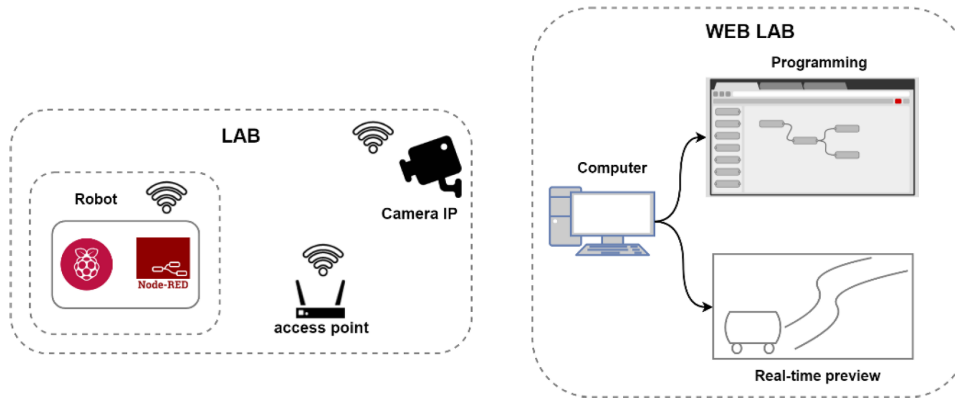 LAB
Robot
Node-RED
Camera IP
access point
WEB LAB
Programming
Computer
Real-time preview